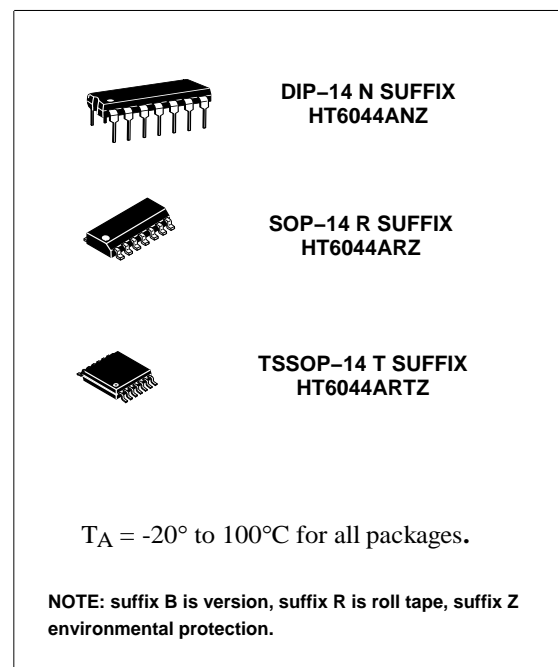 DIP−14 N SUFFIX
HT6044ANZ
SOP−14 R SUFFIX
HT6044ARZ
TSSOP−14 T SUFFIX
HT6044ARTZ
TA = -20° to 100°C for all packages.
NOTE: suffix B is version, suffix R is roll tape, suffix Z
environmental protection.